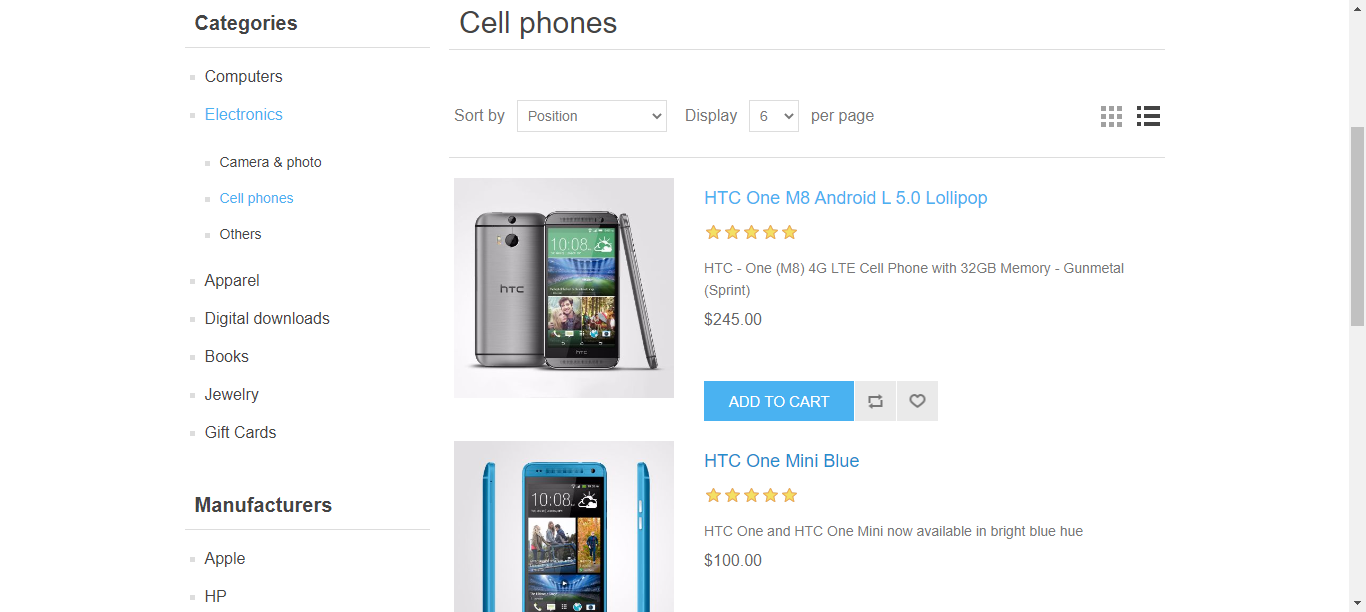 Categories
Computers
Electronics
Camera & photo
Cell phones
Others
Apparel
Digital downloads
Books
Jewelry
Gift Cards
Manufacturers
Apple
HP
Cell phones
Sort by Position Display 6 per page
10:08
hTC
hTC
HTC One M8 Android L 5.0 Lollipop
HTC - One (M8) 4G LTE Cell Phone with 32GB Memory - Gunmetal
(Sprint)
$245.00
ADD TO CART
10:08
HTC One Mini Blue
HTC One and HTC One Mini now available in bright blue hue
$100.00